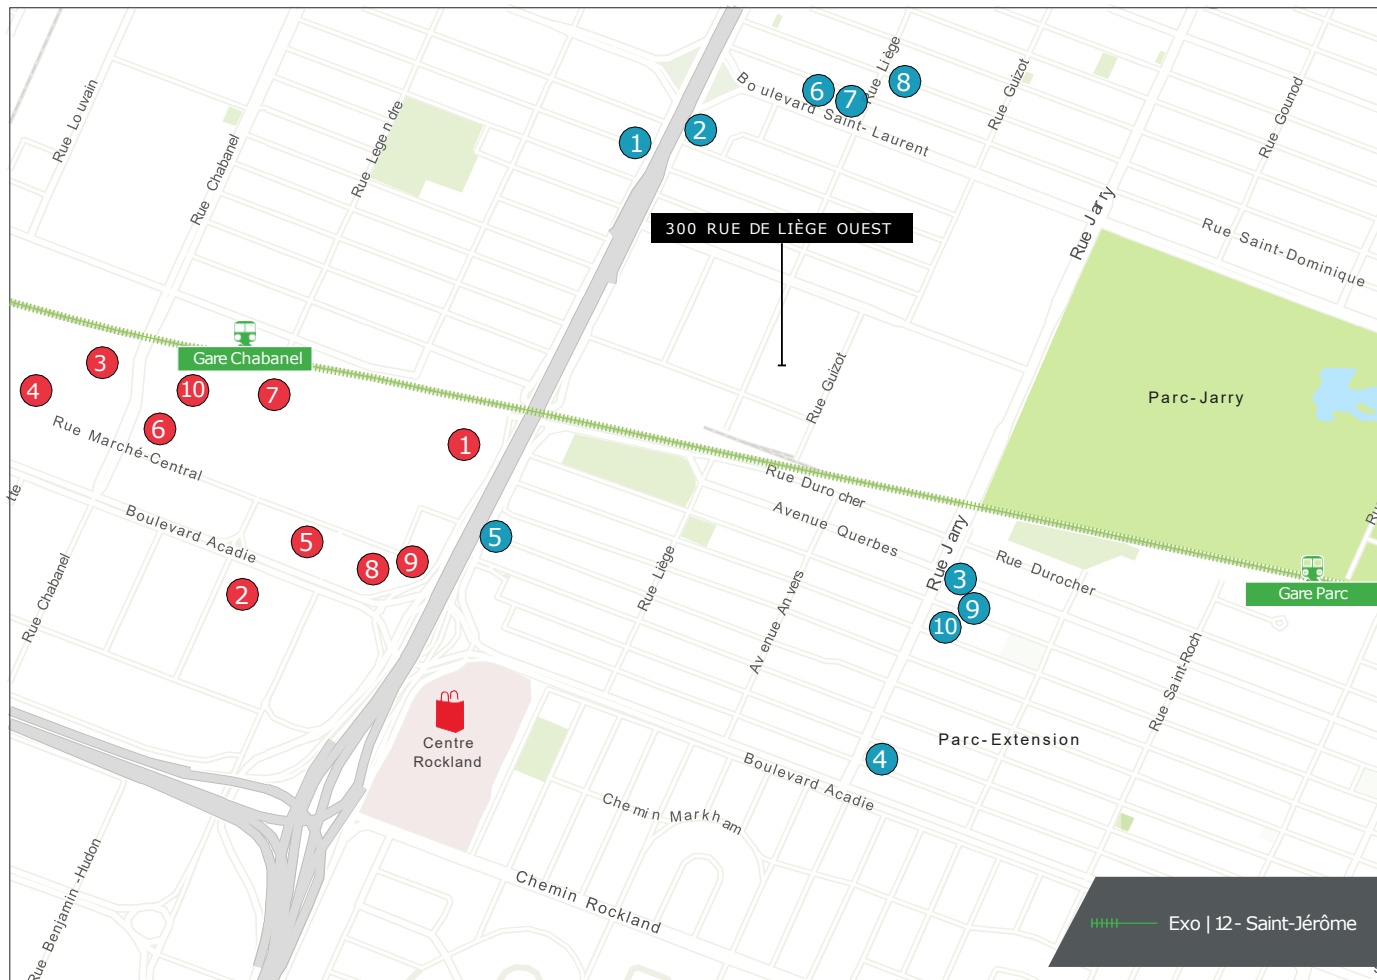 Rue Louvain
Rue Chabanel
Rue Legendre
Boulevard Saint-Laurent
Rue Liège
Rue Guizot
Rue Gounod
6
7
8
1
2
300 RUE DE LIÈGE OUEST
Rue Jarry
Rue Saint-Dominique
Gare Chabanel
3
4
10
7
6
1
Rue Marché-Central
Rue Guizot
Parc-Jarry
Rue Durocher
Avenue Querbes
Boulevard Acadie
5
8
9
2
5
Rue Chabanel
Rue Liège
Avenue Anvers
Rue Jarry
Rue Durocher
3
9
10
Gare Parc
Rue Saint-Roch
Centre
Rockland
Parc-Extension
4
Boulevard Acadie
Chemin Markham
Chemin Rockland
Rue Benjamin-Hudon
Exo | 12 - Saint-Jérôme